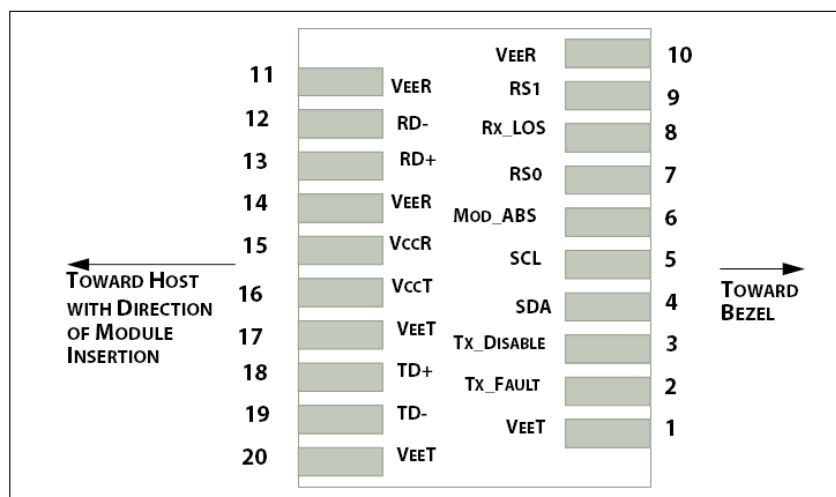 11 VEER
12 RD-
13 RD+
14 VEER
15 VCCR
16 VCCT
17 VEET
18 TD+
19 TD-
20 VEET
VEER 10
RS1 9
RX_LOS 8
RS0 7
MOD_ABS 6
SCL 5
SDA 4
TX_DISABLE 3
TX_FAULT 2
VEET 1
TOWARD HOST
WITH DIRECTION
OF MODULE
INSERTION
TOWARD
BEZEL